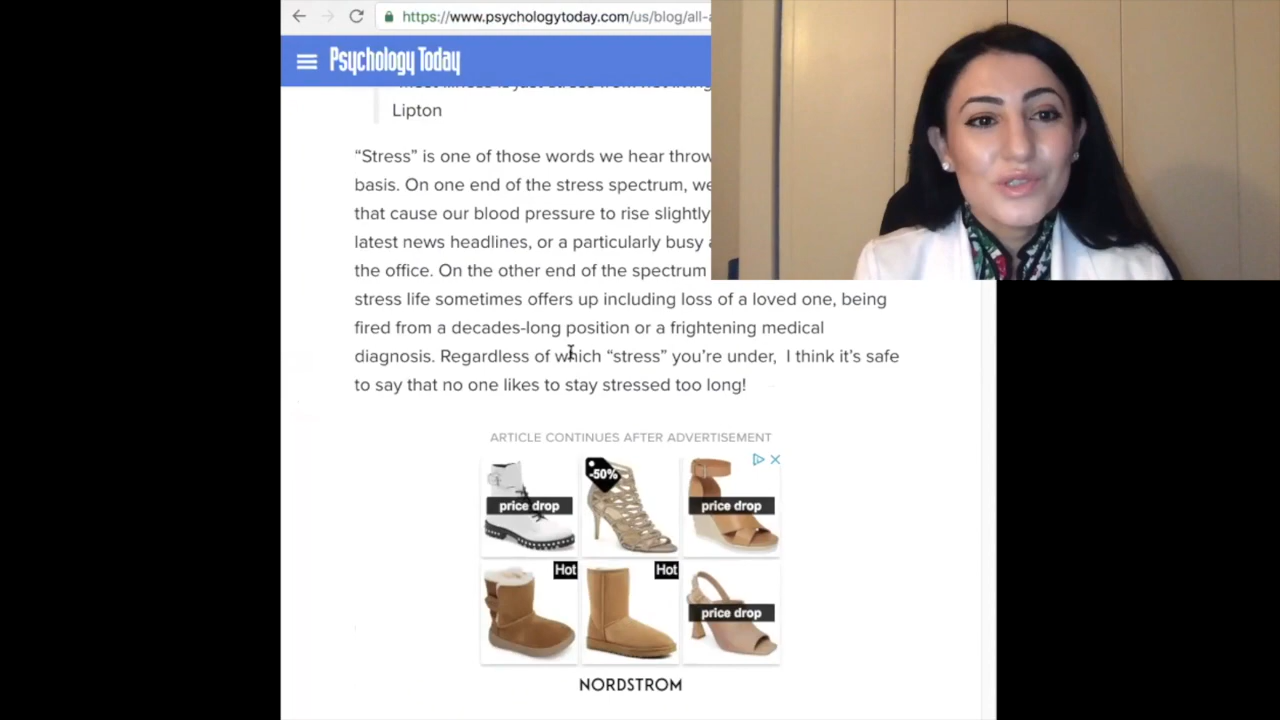 https://www.psychologytoday.com/us/blog/all-
Psychology Today
Lipton
“Stress” is one of those words we hear throw
basis. On one end of the stress spectrum, we
that cause our blood pressure to rise slightly
latest news headlines, or a particularly busy
the office. On the other end of the spectrum
stress life sometimes offers up including loss of a loved one, being
fired from a decades-long position or a frightening medical
diagnosis. Regardless of which “stress” you’re under, I think it’s safe
to say that no one likes to stay stressed too long!
ARTICLE CONTINUES AFTER ADVERTISEMENT
-50%
price drop
price drop
Hot
Hot
price drop
NORDSTROM